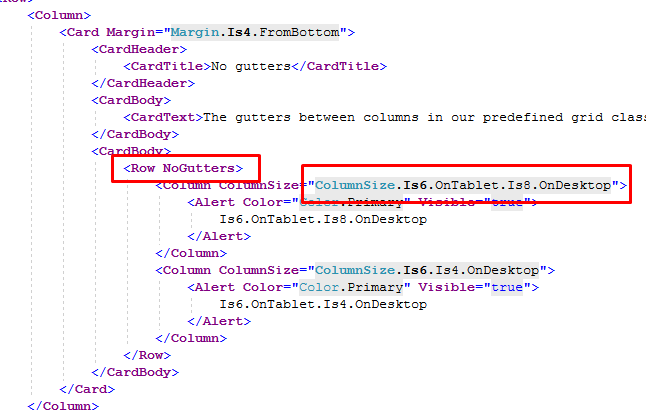 <Column>
<Card Margin="Margin.Is4.FromBottom">
<CardHeader>
<CardTitle>No gutters</CardTitle>
</CardHeader>
<CardBody>
<CardText>The gutters between columns in our predefined grid clas
</CardBody>
<CardBody>
<Row NoGutters>
<Column ColumnSize="ColumnSize.Is6.OnTablet.Is8.OnDesktop">
<Alert Color="Color.Primary" Visible="true">
Is6.OnTablet.Is8.OnDesktop
</Alert>
</Column>
<Column ColumnSize="ColumnSize.Is6.Is4.OnDesktop">
<Alert Color="Color.Primary" Visible="true">
Is6.OnTablet.Is4.OnDesktop
</Alert>
</Column>
</Row>
</CardBody>
</Card>
</Column>